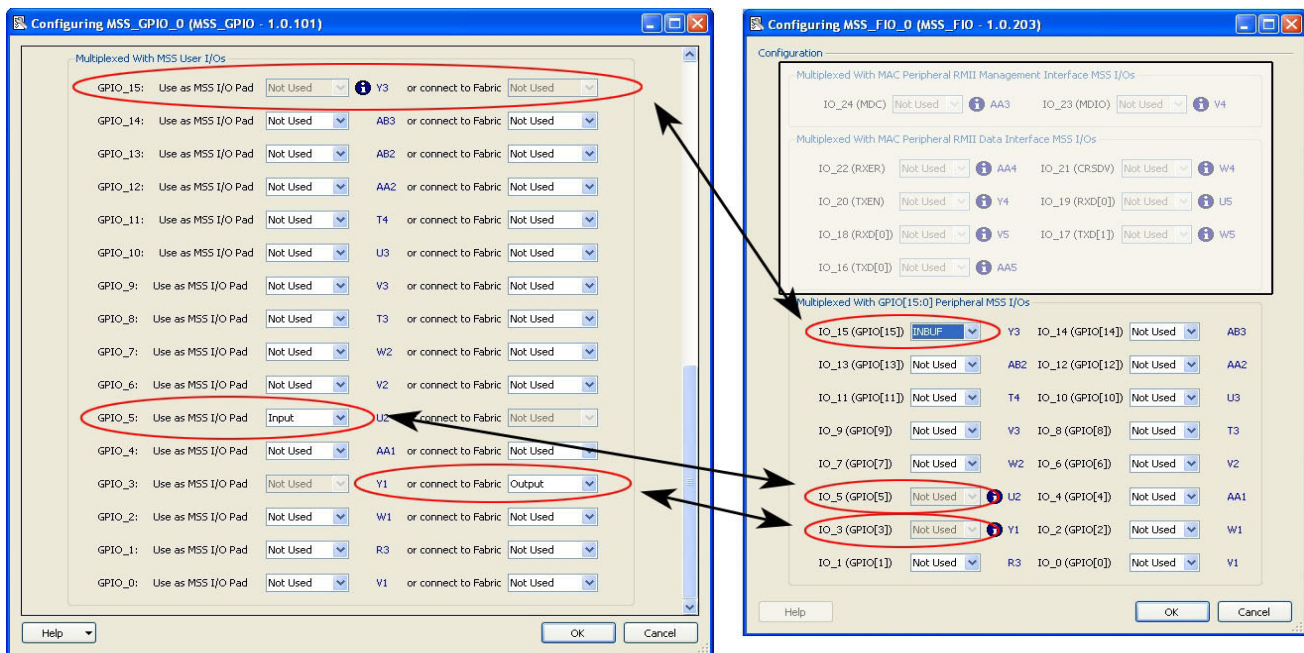 Configuring MSS_GPIO_0 (MSS_GPIO - 1.0.101)
Multiplexed With MSS User I/Os
GPIO_15: Use as MSS I/O Pad Not Used Y3 or connect to Fabric Not Used
GPIO_14: Use as MSS I/O Pad Not Used AB3 or connect to Fabric Not Used
GPIO_13: Use as MSS I/O Pad Not Used AB2 or connect to Fabric Not Used
GPIO_12: Use as MSS I/O Pad Not Used AA2 or connect to Fabric Not Used
GPIO_11: Use as MSS I/O Pad Not Used T4 or connect to Fabric Not Used
GPIO_10: Use as MSS I/O Pad Not Used U3 or connect to Fabric Not Used
GPIO_9: Use as MSS I/O Pad Not Used V3 or connect to Fabric Not Used
GPIO_8: Use as MSS I/O Pad Not Used T3 or connect to Fabric Not Used
GPIO_7: Use as MSS I/O Pad Not Used W2 or connect to Fabric Not Used
GPIO_6: Use as MSS I/O Pad Not Used V2 or connect to Fabric Not Used
GPIO_5: Use as MSS I/O Pad Input U2 or connect to Fabric Not Used
GPIO_4: Use as MSS I/O Pad Not Used AA1 or connect to Fabric Not Used
GPIO_3: Use as MSS I/O Pad Not Used Y1 or connect to Fabric Output
GPIO_2: Use as MSS I/O Pad Not Used W1 or connect to Fabric Not Used
GPIO_1: Use as MSS I/O Pad Not Used R3 or connect to Fabric Not Used
GPIO_0: Use as MSS I/O Pad Not Used V1 or connect to Fabric Not Used
Help OK Cancel
Configuring MSS_FIO_0 (MSS_FIO - 1.0.203)
Configuration
Multiplexed With MAC Peripheral RMII Management Interface MSS I/Os
IO_24 (MDC) Not Used AA3 IO_23 (MDIO) Not Used V4
Multiplexed With MAC Peripheral RMII Data Interface MSS I/Os
IO_22 (RXER) Not Used AA4 IO_21 (CRSDV) Not Used W4
IO_20 (TXEN) Not Used Y4 IO_19 (RXD[0]) Not Used U5
IO_18 (RXD[0]) Not Used V5 IO_17 (TXD[1]) Not Used W5
IO_16 (TXD[0]) Not Used AA5
Multiplexed With GPIO[15:0] Peripheral MSS I/Os
IO_15 (GPIO[15]) INBUF Y3 IO_14 (GPIO[14]) Not Used AB3
IO_13 (GPIO[13]) Not Used AB2 IO_12 (GPIO[12]) Not Used AA2
IO_11 (GPIO[11]) Not Used T4 IO_10 (GPIO[10]) Not Used U3
IO_9 (GPIO[9]) Not Used V3 IO_8 (GPIO[8]) Not Used T3
IO_7 (GPIO[7]) Not Used W2 IO_6 (GPIO[6]) Not Used V2
IO_5 (GPIO[5]) Not Used U2 IO_4 (GPIO[4]) Not Used AA1
IO_3 (GPIO[3]) Not Used Y1 IO_2 (GPIO[2]) Not Used W1
IO_1 (GPIO[1]) Not Used R3 IO_0 (GPIO[0]) Not Used V1
Help OK Cancel